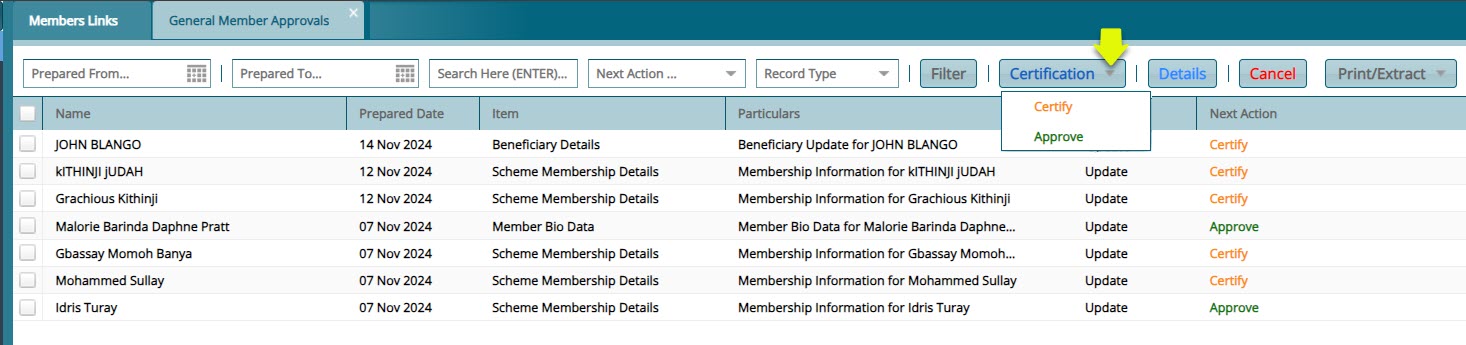 Members Links
General Member Approvals
Prepared From...
Prepared To...
Search Here (ENTER)...
Next Action ...
Record Type
Filter
Certification
Details
Cancel
Print/Extract
Certify
Approve
Name Prepared Date Item Particulars Next Action
JOHN BLANGO 14 Nov 2024 Beneficiary Details Beneficiary Update for JOHN BLANGO Certify
kITHINJI jUDAH 12 Nov 2024 Scheme Membership Details Membership Information for kITHINJI jUDAH Update Certify
Grachious Kithinji 12 Nov 2024 Scheme Membership Details Membership Information for Grachious Kithinji Update Certify
Malorie Barinda Daphne Pratt 07 Nov 2024 Member Bio Data Member Bio Data for Malorie Barinda Daphne... Update Approve
Gbassay Momoh Banya 07 Nov 2024 Scheme Membership Details Membership Information for Gbassay Momoh... Update Certify
Mohammed Sullay 07 Nov 2024 Scheme Membership Details Membership Information for Mohammed Sullay Update Certify
Idris Turay 07 Nov 2024 Scheme Membership Details Membership Information for Idris Turay Update Approve